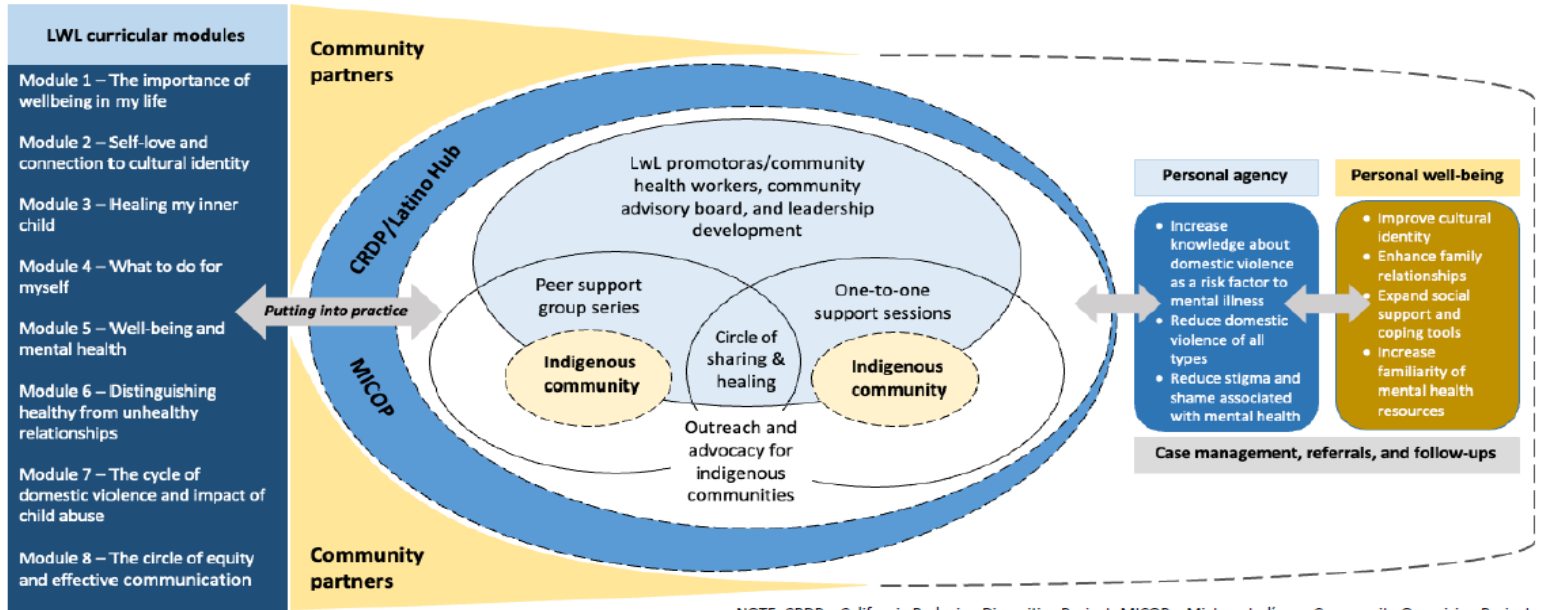 LWL curricular modules
Module 1 – The importance of
wellbeing in my life
Module 2 – Self-love and
connection to cultural identity
Module 3 – Healing my inner
child
Module 4 – What to do for
myself
Module 5 – Well-being and
mental health
Module 6 – Distinguishing
healthy from unhealthy
relationships
Module 7 – The cycle of
domestic violence and impact of
child abuse
Module 8 – The circle of equity
and effective communication
Community
partners
Putting into practice
Community
partners
CRDP/Latino Hub
MICOP
LwL promotoras/community
health workers, community
advisory board, and leadership
development
Peer support
group series
One-to-one
support sessions
Circle of
sharing &
healing
Indigenous
community
Indigenous
community
Outreach and
advocacy for
indigenous
communities
Personal agency
• Increase
knowledge about
domestic violence
as a risk factor to
mental illness
• Reduce domestic
violence of all
types
• Reduce stigma and
shame associated
with mental health
Personal well-being
• Improve cultural
identity
• Enhance family
relationships
• Expand social
support and
coping tools
• Increase
familiarity of
mental health
resources
Case management, referrals, and follow-ups